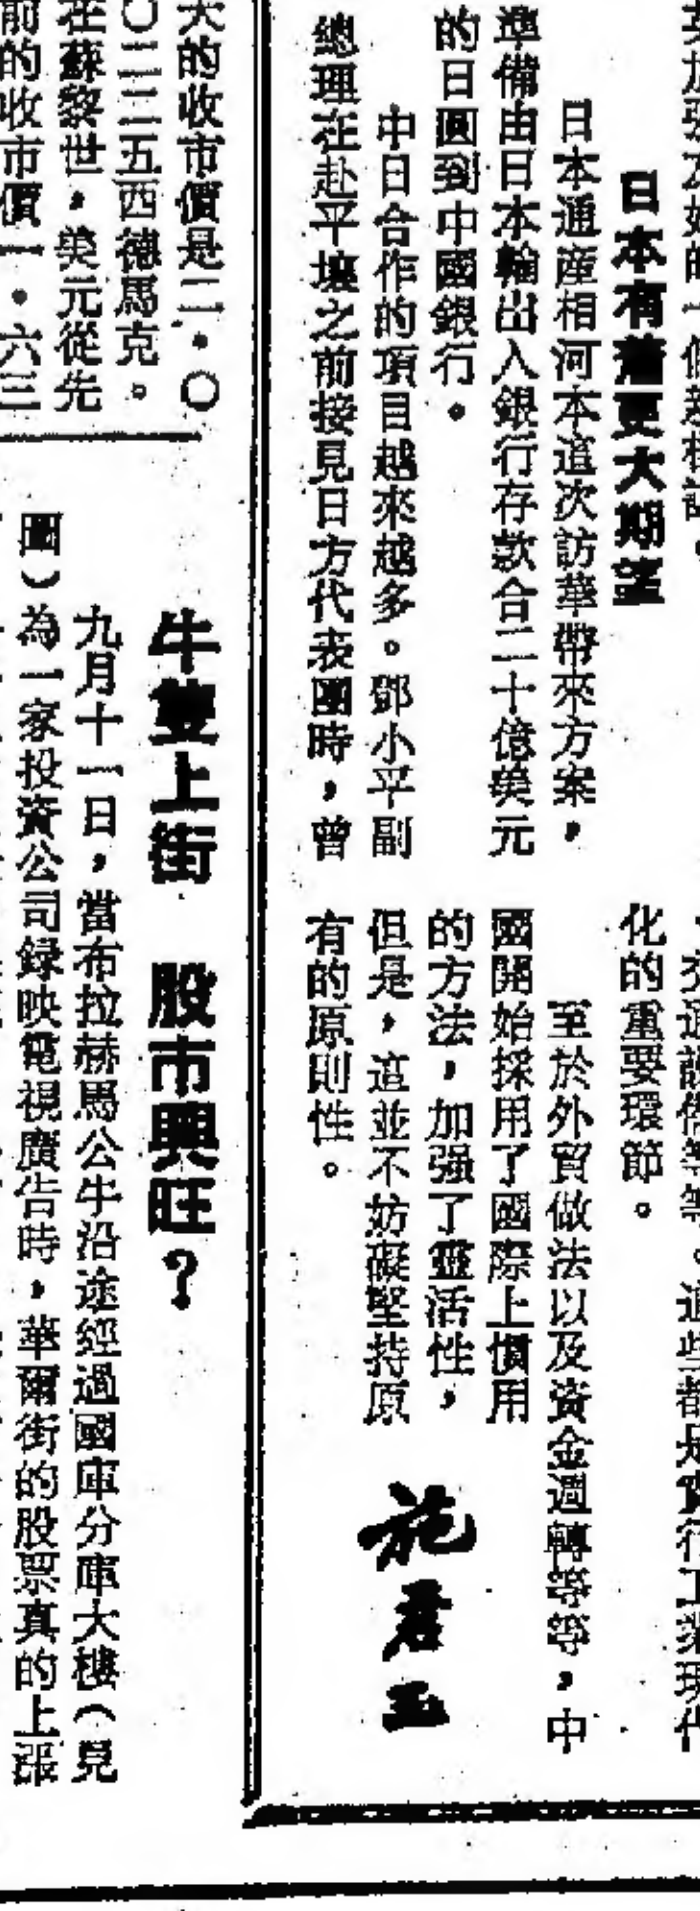 日本有着更大期望
日本通產相河本這次訪華帶來方案，
準備由日本輸出入銀行存款合二十億美元
的日圓到中國銀行。
中日合作的項目越來越多。鄧小平副
總理在赴平壤之前接見日方代表團時，曾
化的重要環節。
至於外貿做法以及資金週轉等等，中
國開始採用了國際上慣用
的方法，加强了靈活性，
但是，這並不妨礙堅持原
有的原則性。
施君玉
大的收市價是二·〇
〇二二五西德馬克。
在蘇黎世，美元從先
前的收市價一·六三
牛雙上街　股市興旺？
九月十一日，當布拉赫馬公牛沿途經過國庫分庫大樓（見
圖）為一家投資公司録映電視廣告時，華爾街的股票真的上漲